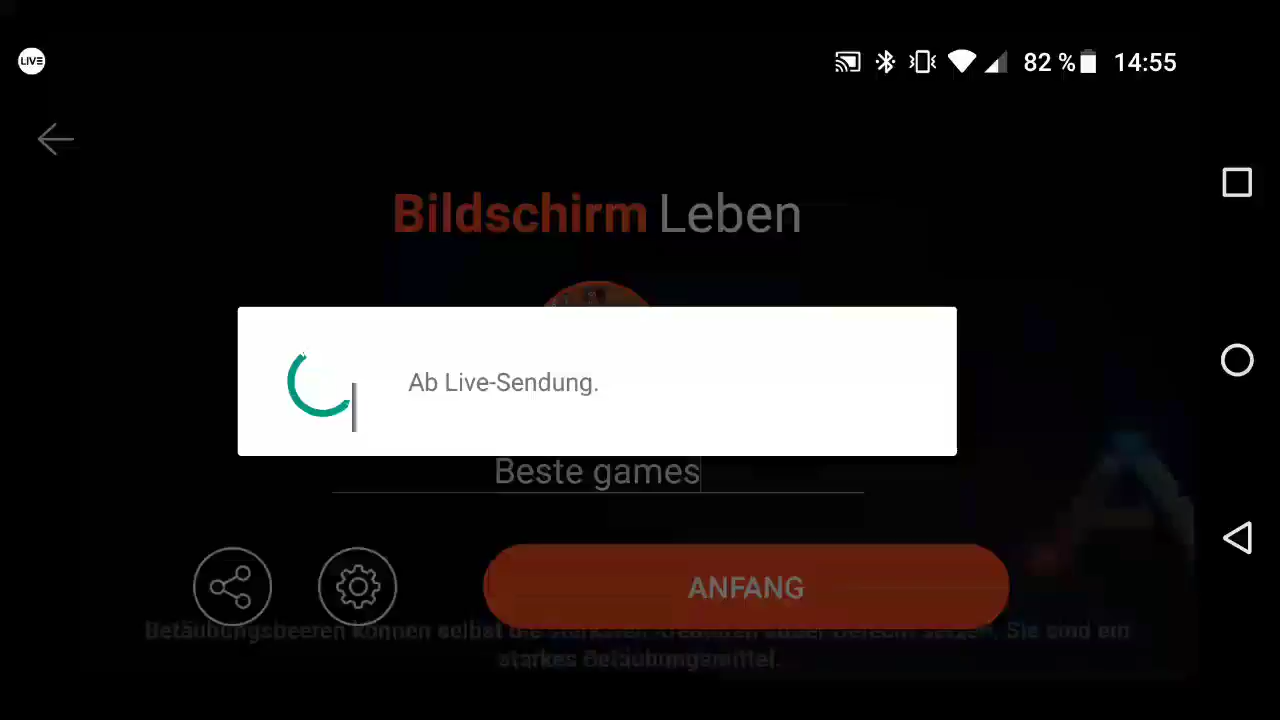 LIVE
82 % 14:55
Bildschirm Leben
Ab Live-Sendung.
Beste games
ANFANG
Betäubungsbeeren können selbst die stärksten außer Gefecht setzen. Sie sind ein
starkes Betäubungsmittel.